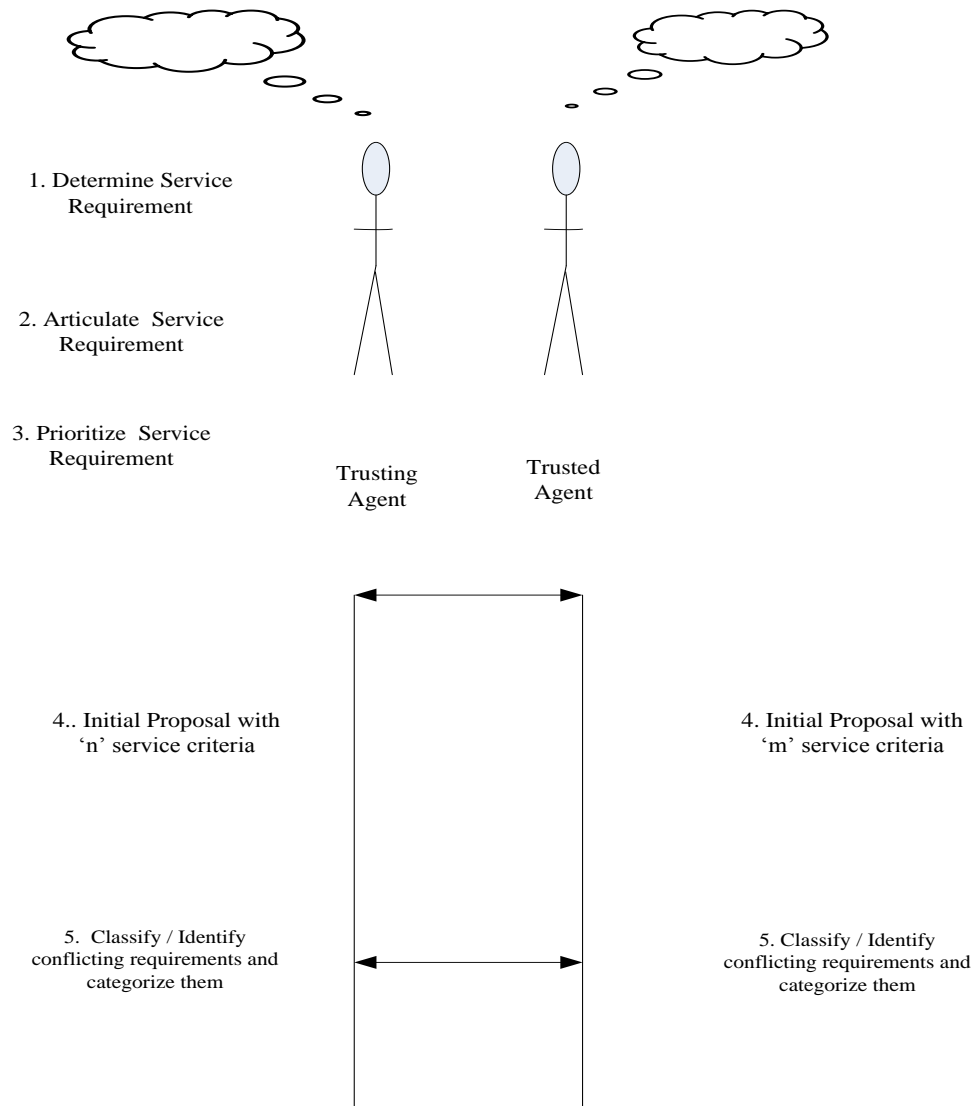 1. Determine Service
Requirement
2. Articulate  Service
Requirement
3. Prioritize  Service
Requirement
Trusting
Agent
Trusted
Agent
4.. Initial Proposal with
‘n’ service criteria
4. Initial Proposal with
‘m’ service criteria
5.  Classify / Identify
conflicting requirements and
categorize them
5. Classify / Identify
conflicting requirements and
categorize them